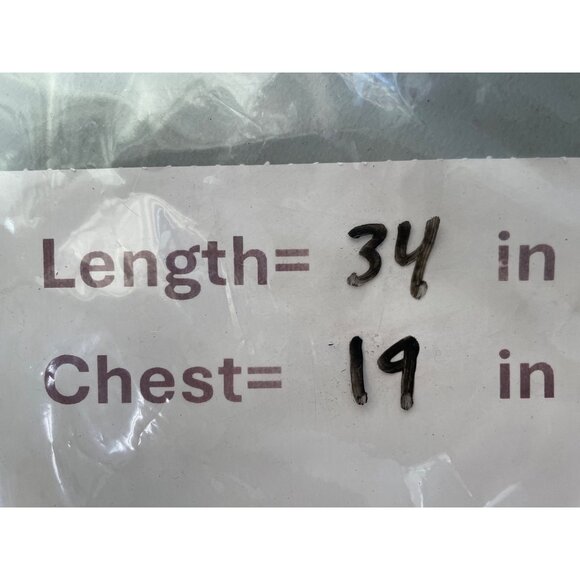 Length= 34 in
Chest= 19 in